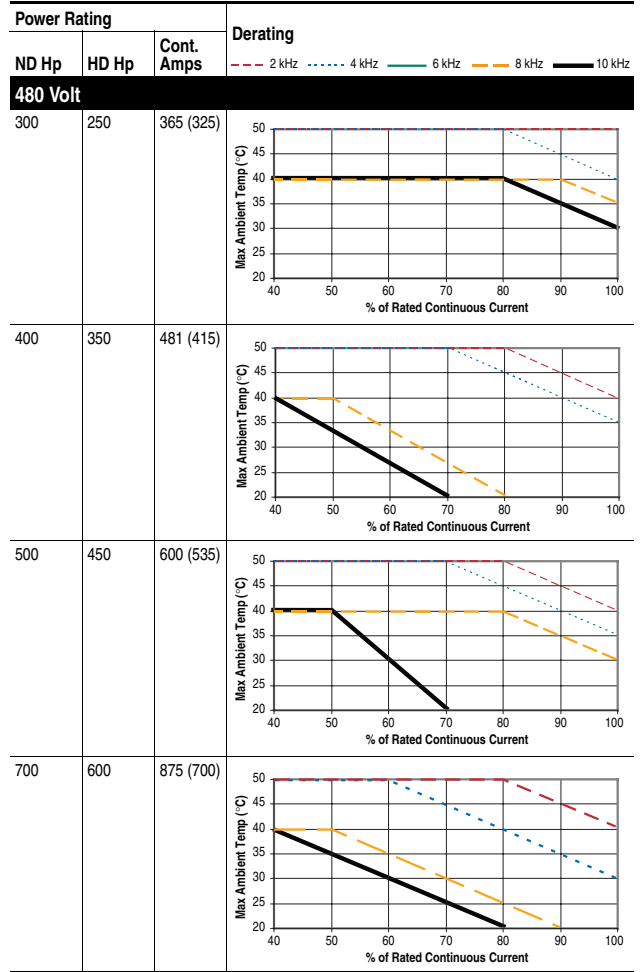 Power Rating
Derating
ND Hp HD Hp Cont. Amps
2 kHz 4 kHz 6 kHz 8 kHz 10 kHz
480 Volt
300 250 365 (325)
Max Ambient Temp (°C)
50
45
40
35
30
25
20
40 50 60 70 80 90 100
% of Rated Continuous Current
400 350 481 (415)
Max Ambient Temp (°C)
50
45
40
35
30
25
20
40 50 60 70 80 90 100
% of Rated Continuous Current
500 450 600 (535)
Max Ambient Temp (°C)
50
45
40
35
30
25
20
40 50 60 70 80 90 100
% of Rated Continuous Current
700 600 875 (700)
Max Ambient Temp (°C)
50
45
40
35
30
25
20
40 50 60 70 80 90 100
% of Rated Continuous Current